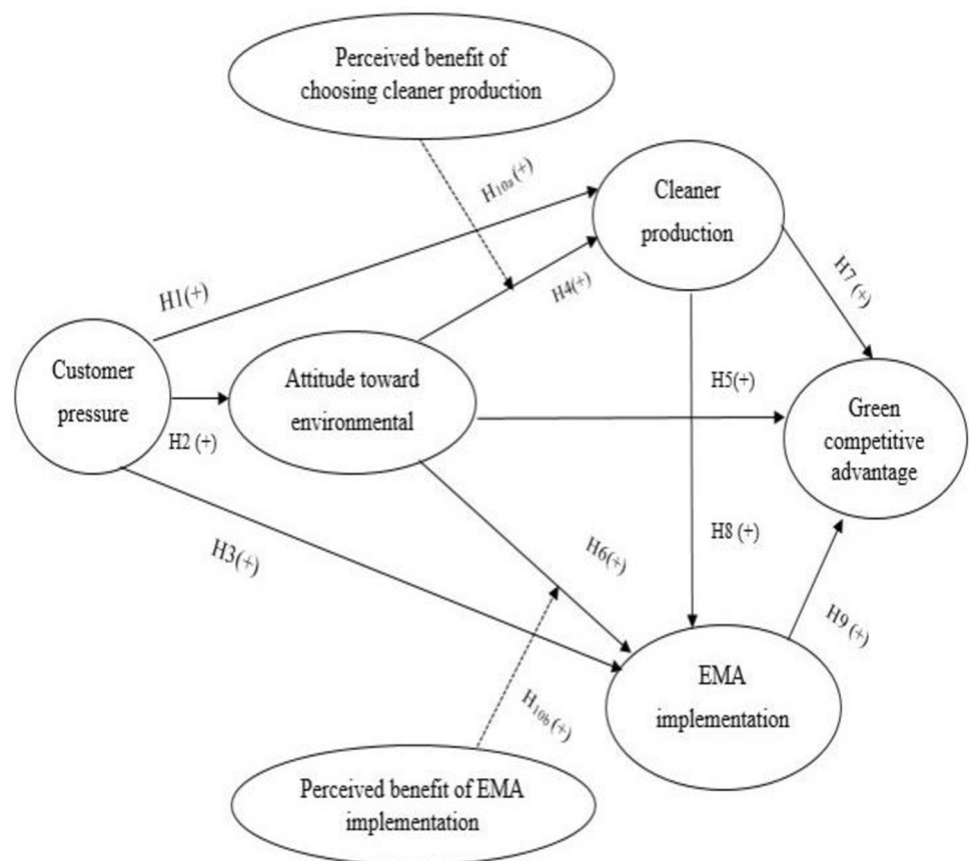 Perceived benefit of
choosing cleaner production
H10a (+)
Cleaner
production
H1(+)
H4(+)
H7 (+)
Customer
pressure
H2 (+)
Attitude toward
environmental
H5(+)
Green
competitive
advantage
H3(+)
H6(+)
H8 (+)
H9 (+)
EMA
implementation
H10b (+)
Perceived benefit of EMA
implementation